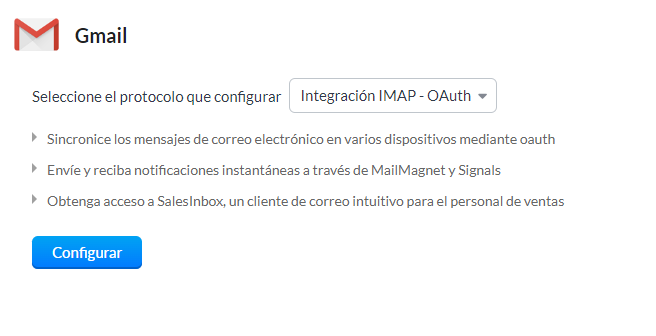 Gmail
Seleccione el protocolo que configurar Integración IMAP - OAuth
Sincronice los mensajes de correo electrónico en varios dispositivos mediante oauth
Envíe y reciba notificaciones instantáneas a través de MailMagnet y Signals
Obtenga acceso a SalesInbox, un cliente de correo intuitivo para el personal de ventas
Configurar